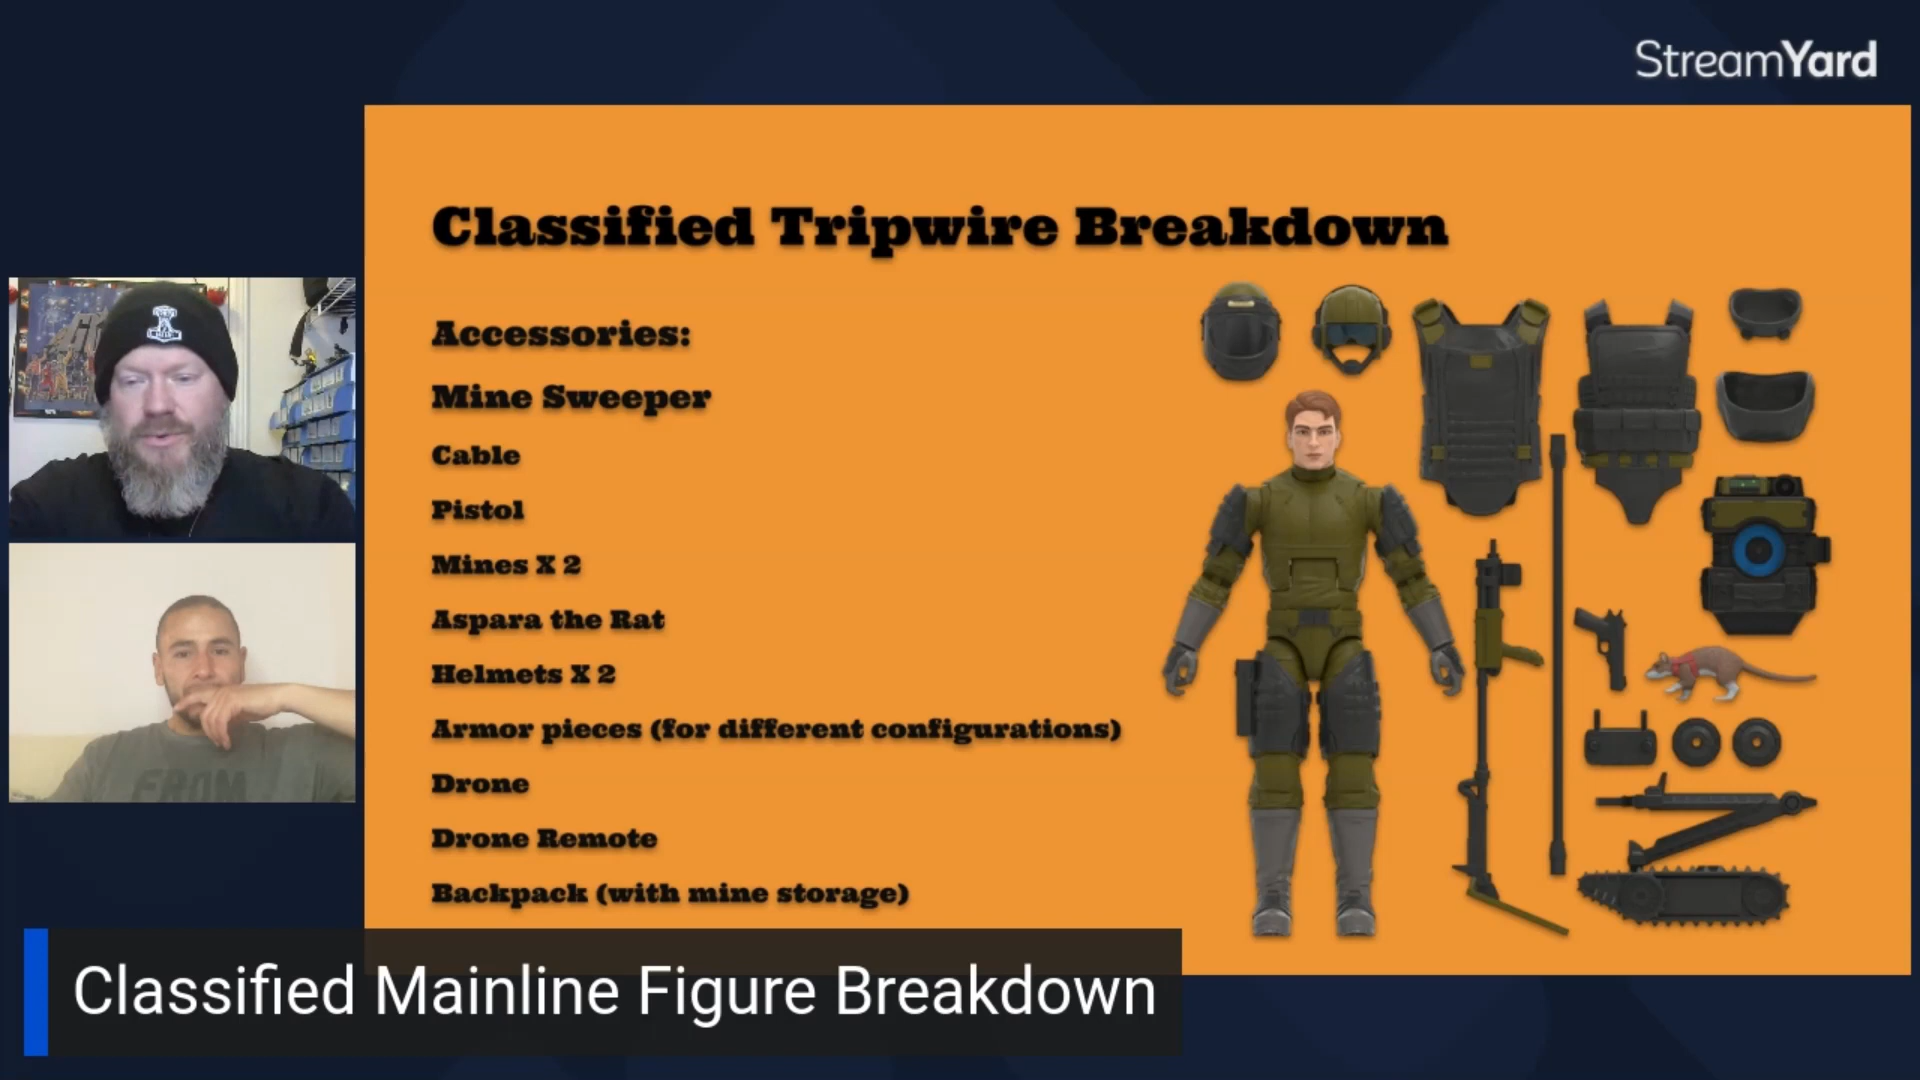 StreamYard
Classified Tripwire Breakdown
Accessories:
Mine Sweeper
Cable
Pistol
Mines X 2
Aspara the Rat
Helmets X 2
Armor pieces (for different configurations)
Drone
Drone Remote
Backpack (with mine storage)
FROM
Classified Mainline Figure Breakdown